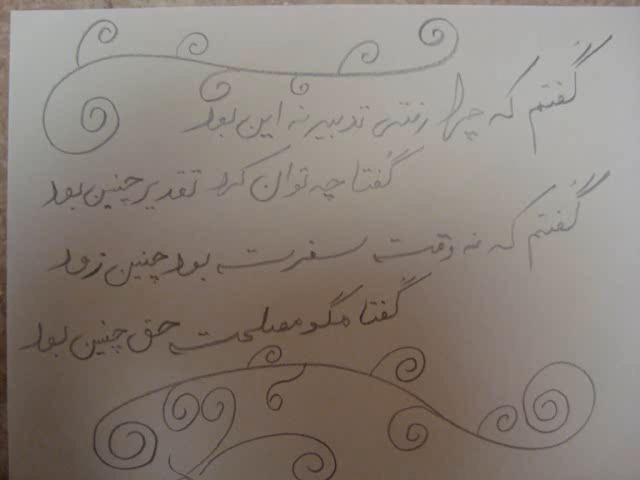 گفتم که چرا رفتی تدبیر نه این بود
گفتا چه توان کرد تقدیر چنین بود
گفتم که نه وقت سفرت بود چنین زود
گفتا مگو مصلحت حق چنین بود